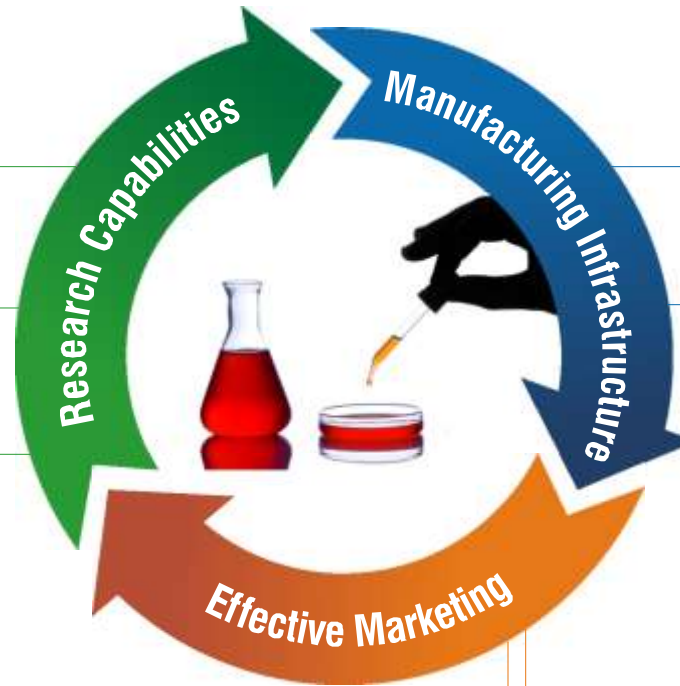 Research Capabilities
Manufacturing Infrastructure
Effective Marketing